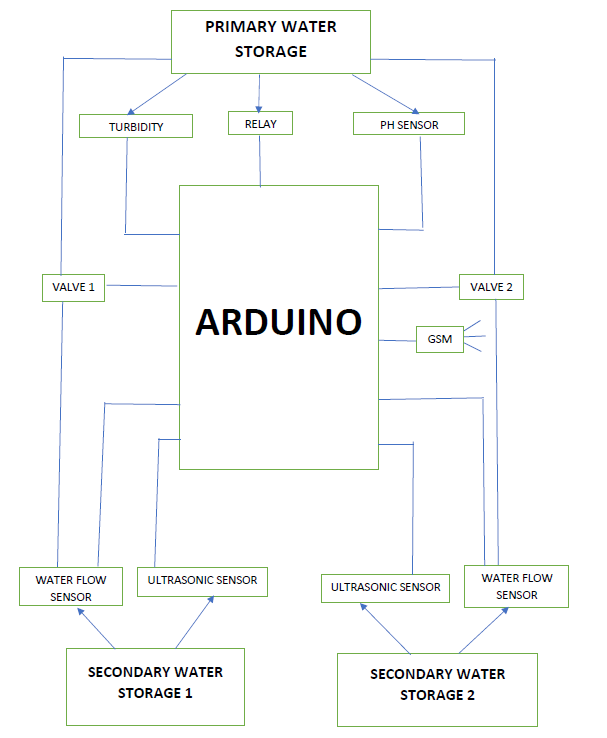 PRIMARY WATER
STORAGE
TURBIDITY
RELAY
PH SENSOR
VALVE 1
ARDUINO
VALVE 2
GSM
WATER FLOW
SENSOR
ULTRASONIC SENSOR
ULTRASONIC SENSOR
WATER FLOW
SENSOR
SECONDARY WATER
STORAGE 1
SECONDARY WATER
STORAGE 2